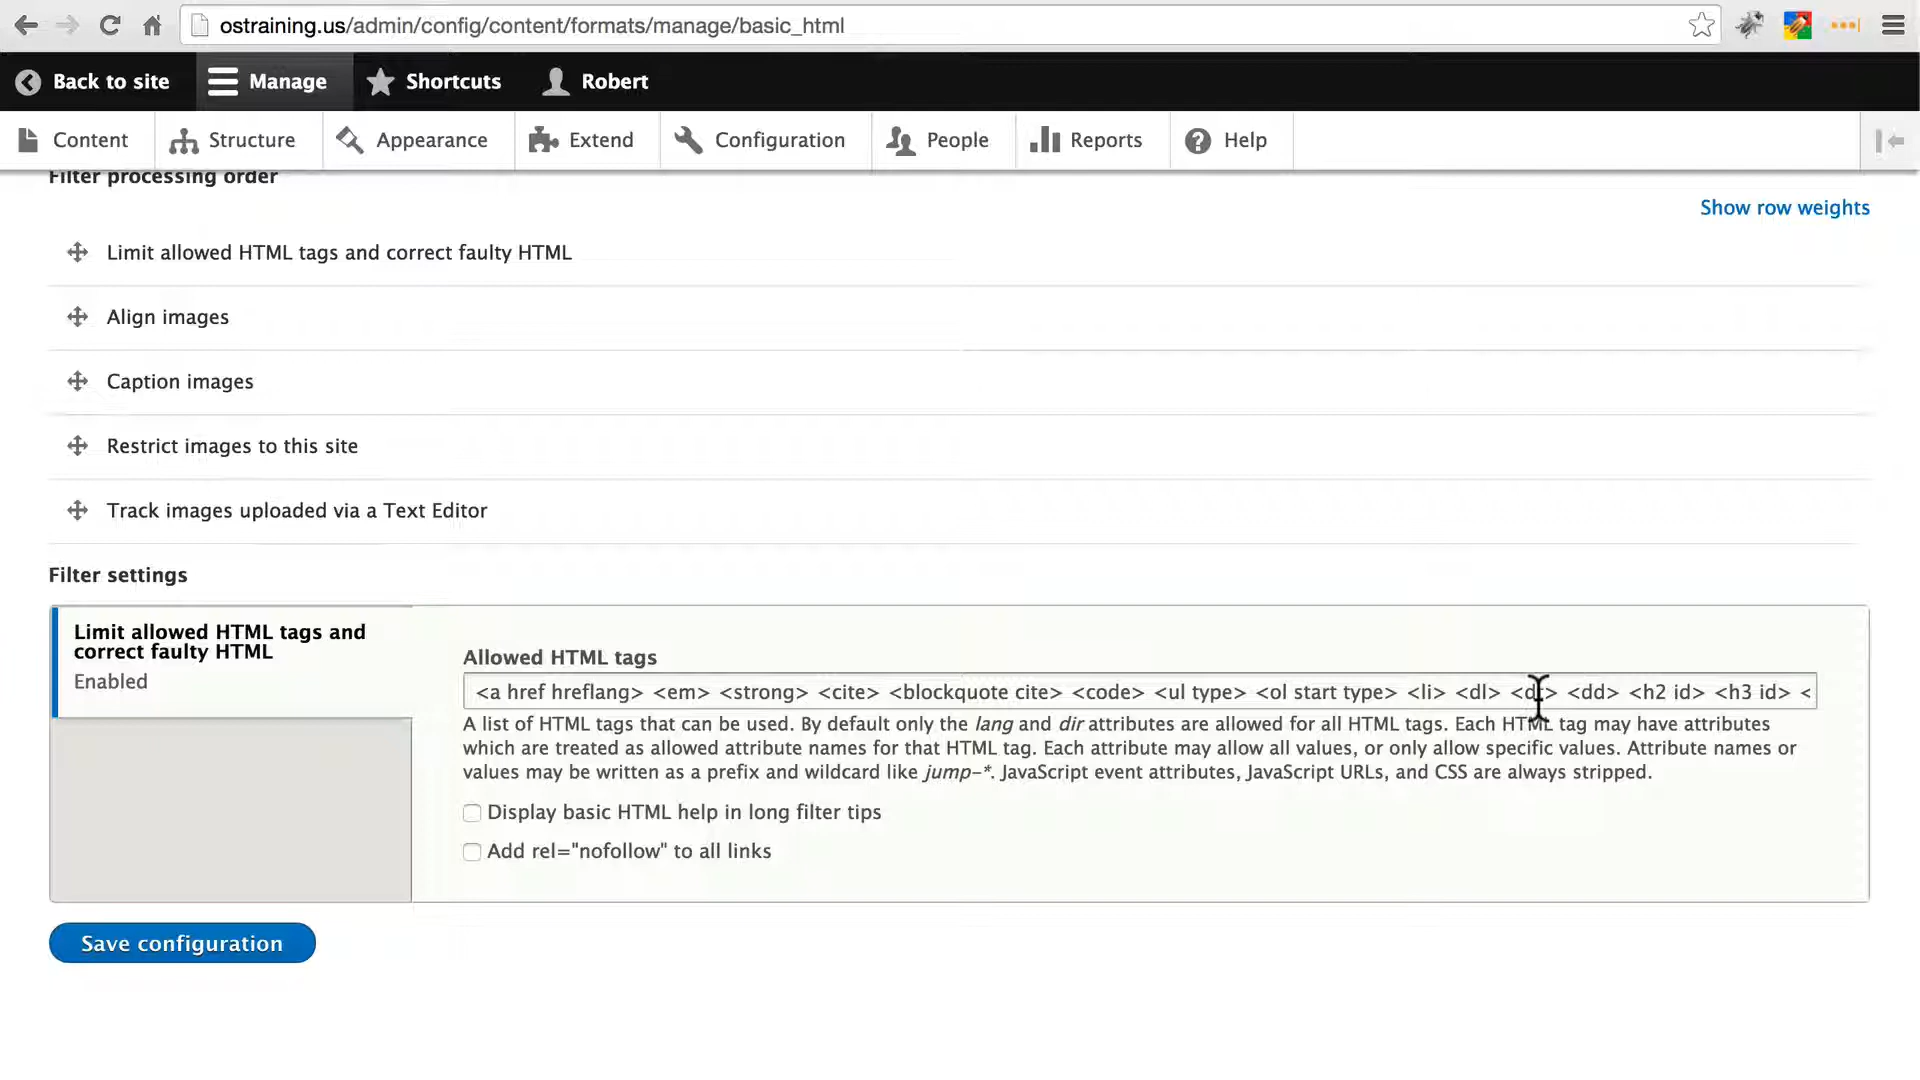 ostraining.us/admin/config/content/formats/manage/basic_html
Back to site Manage Shortcuts Robert
Content Structure Appearance Extend Configuration People Reports Help
Filter processing order
Show row weights
Limit allowed HTML tags and correct faulty HTML
Align images
Caption images
Restrict images to this site
Track images uploaded via a Text Editor
Filter settings
Limit allowed HTML tags and
correct faulty HTML
Enabled
Allowed HTML tags
<a href hreflang> <em> <strong> <cite> <blockquote cite> <code> <ul type> <ol start type> <li> <dl> <dt> <dd> <h2 id> <h3 id> <
A list of HTML tags that can be used. By default only the lang and dir attributes are allowed for all HTML tags. Each HTML tag may have attributes
which are treated as allowed attribute names for that HTML tag. Each attribute may allow all values, or only allow specific values. Attribute names or
values may be written as a prefix and wildcard like jump-*. JavaScript event attributes, JavaScript URLs, and CSS are always stripped.
Display basic HTML help in long filter tips
Add rel="nofollow" to all links
Save configuration